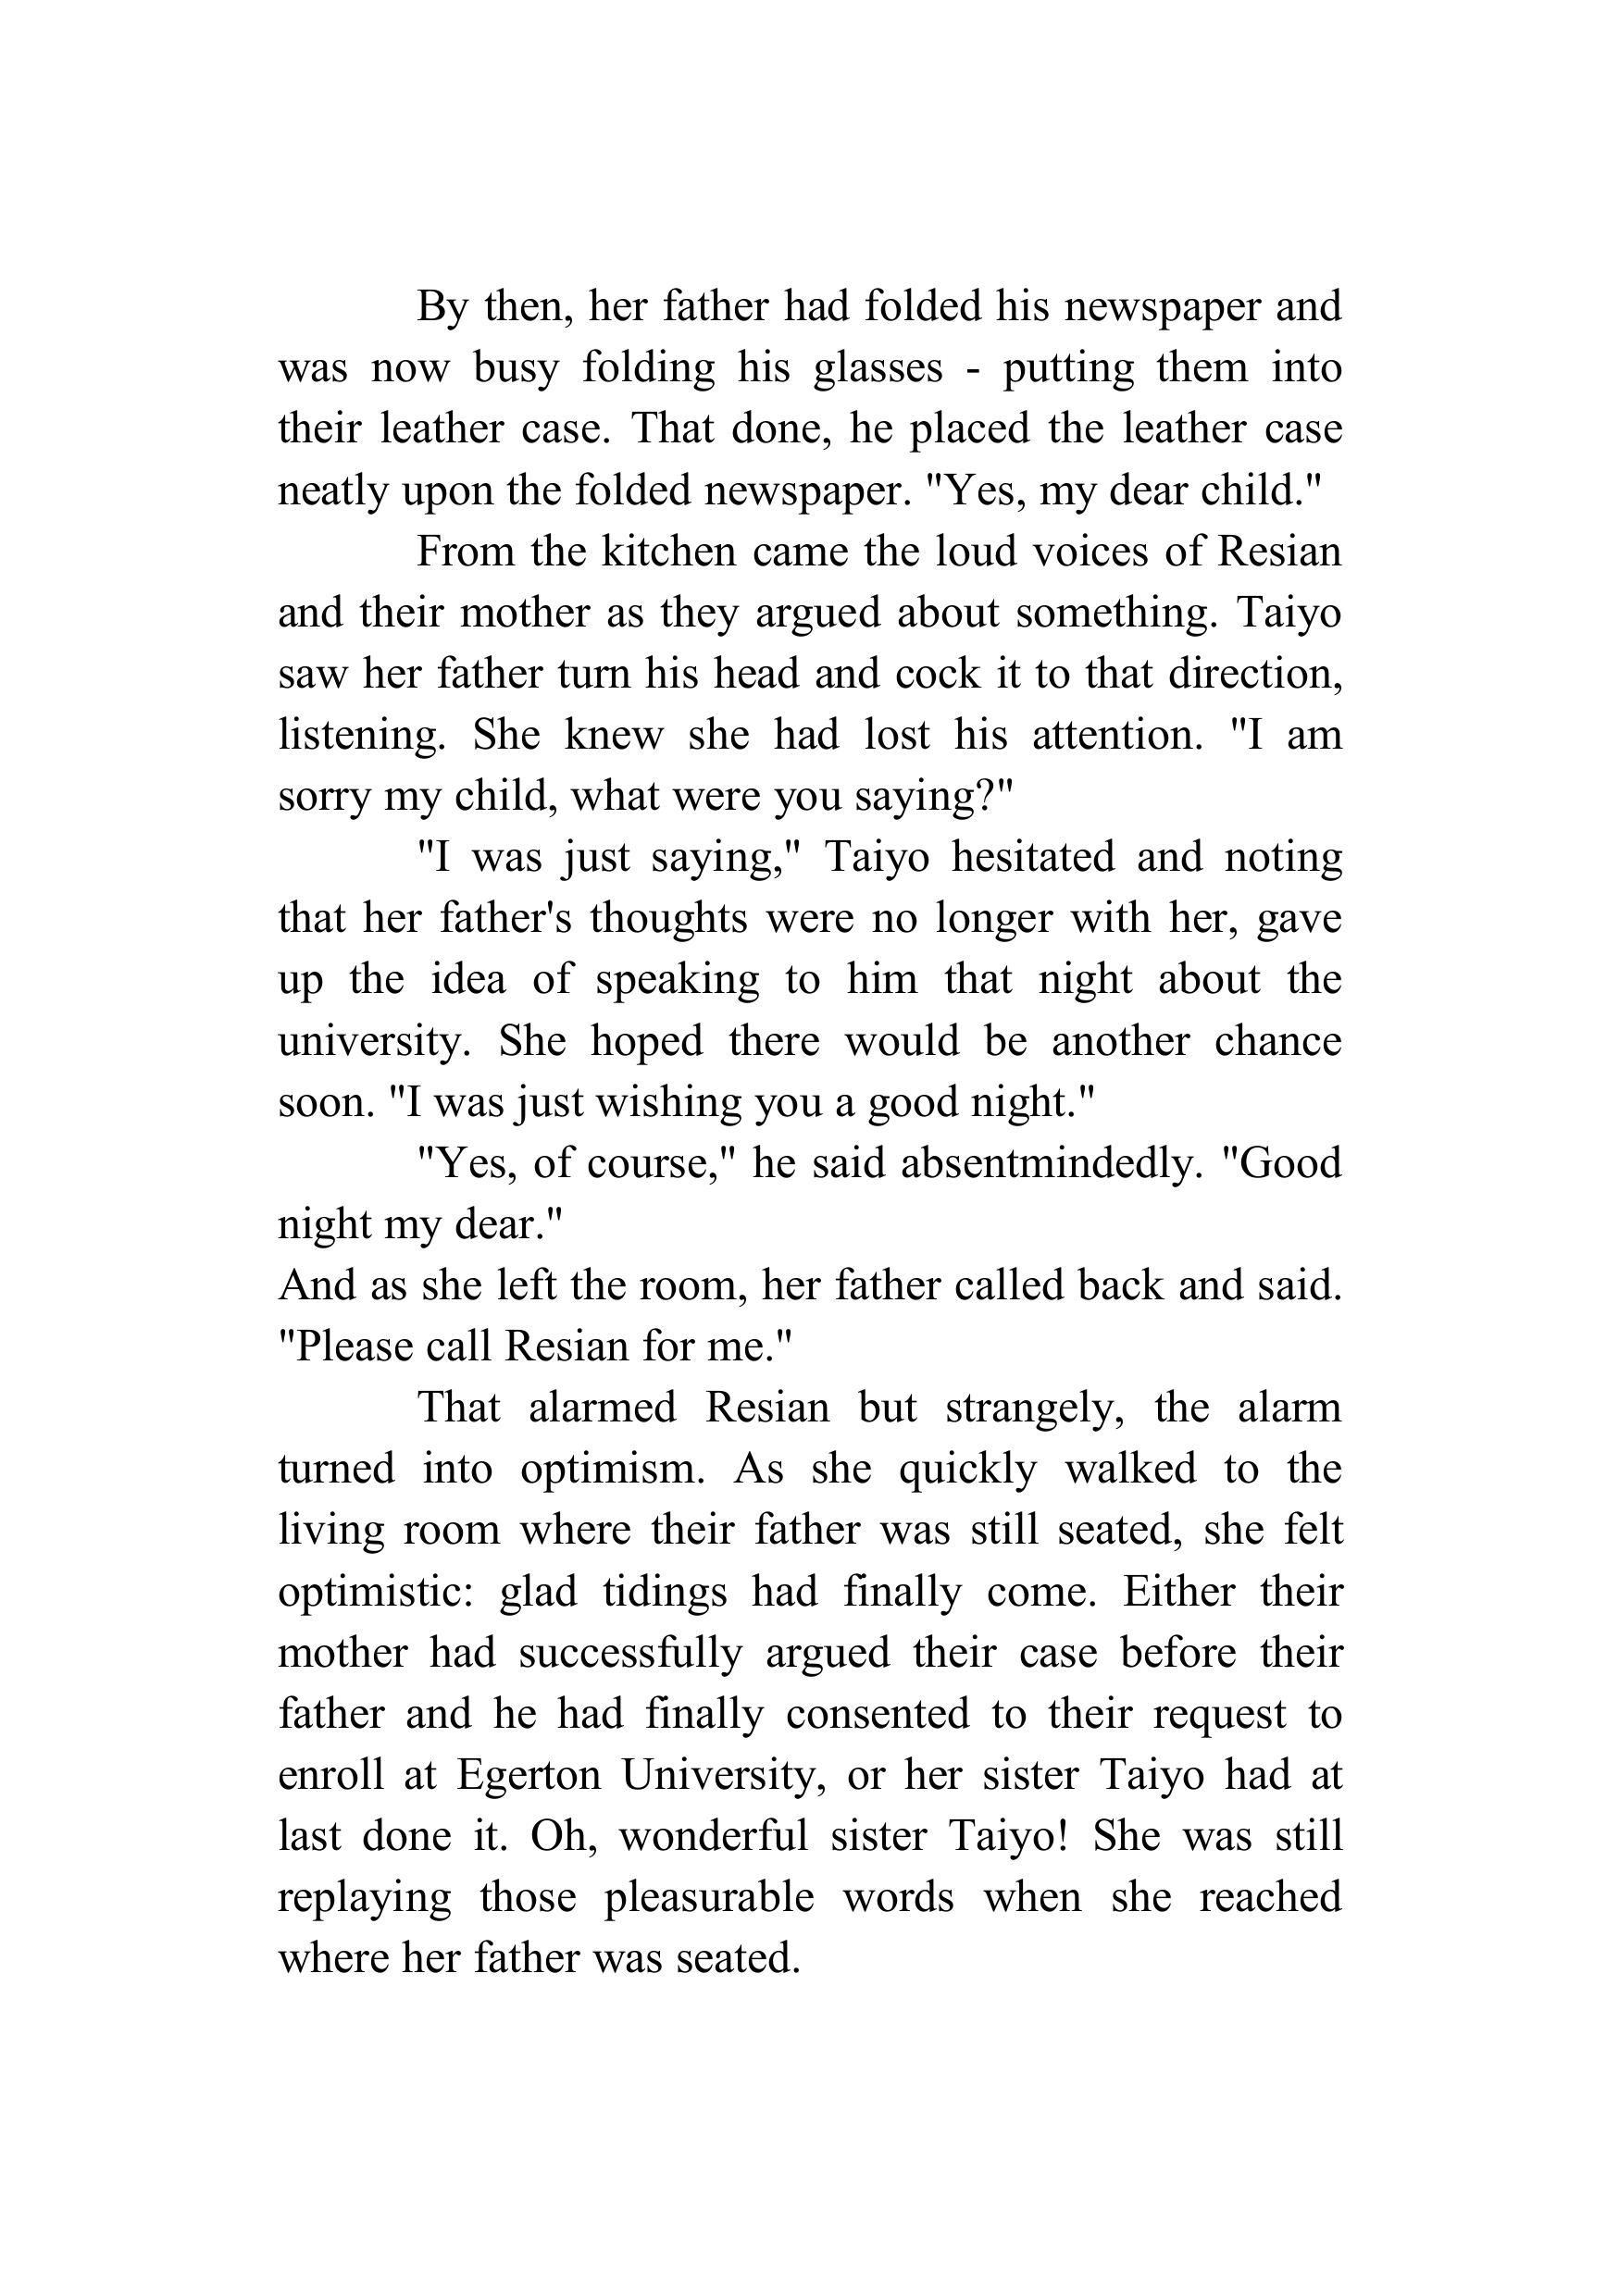 By then, her father had folded his newspaper and
was now busy folding his glasses - putting them into
their leather case. That done, he placed the leather case
neatly upon the folded newspaper. "Yes, my dear child."
From the kitchen came the loud voices of Resian
and their mother as they argued about something. Taiyo
saw her father turn his head and cock it to that direction,
listening. She knew she had lost his attention. "I am
sorry my child, what were you saying?"
"I was just saying," Taiyo hesitated and noting
that her father's thoughts were no longer with her, gave
up the idea of speaking to him that night about the
university. She hoped there would be another chance
soon. "I was just wishing you a good night."
"Yes, of course," he said absentmindedly. "Good
night my dear."
And as she left the room, her father called back and said.
"Please call Resian for me."
That alarmed Resian but strangely, the alarm
turned into optimism. As she quickly walked to the
living room where their father was still seated, she felt
optimistic: glad tidings had finally come. Either their
mother had successfully argued their case before their
father and he had finally consented to their request to
enroll at Egerton University, or her sister Taiyo had at
last done it. Oh, wonderful sister Taiyo! She was still
replaying those pleasurable words when she reached
where her father was seated.